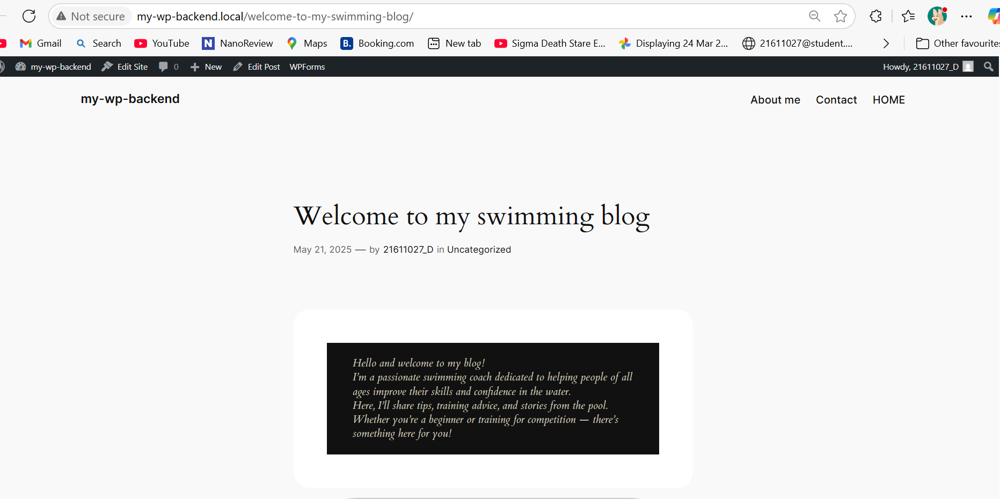 Not secure my-wp-backend.local/welcome-to-my-swimming-blog/
Gmail Search YouTube N NanoReview Maps B. Booking.com New tab Sigma Death Stare E... Displaying 24 Mar 2... 21611027@student.... Other favourites
my-wp-backend Edit Site 0 New Edit Post WPForms Howdy, 21611027_D
my-wp-backend About me Contact HOME
Welcome to my swimming blog
May 21, 2025 — by 21611027_D in Uncategorized
Hello and welcome to my blog!
I’m a passionate swimming coach dedicated to helping people of all
ages improve their skills and confidence in the water.
Here, I’ll share tips, training advice, and stories from the pool.
Whether you’re a beginner or training for competition — there’s
something here for you!